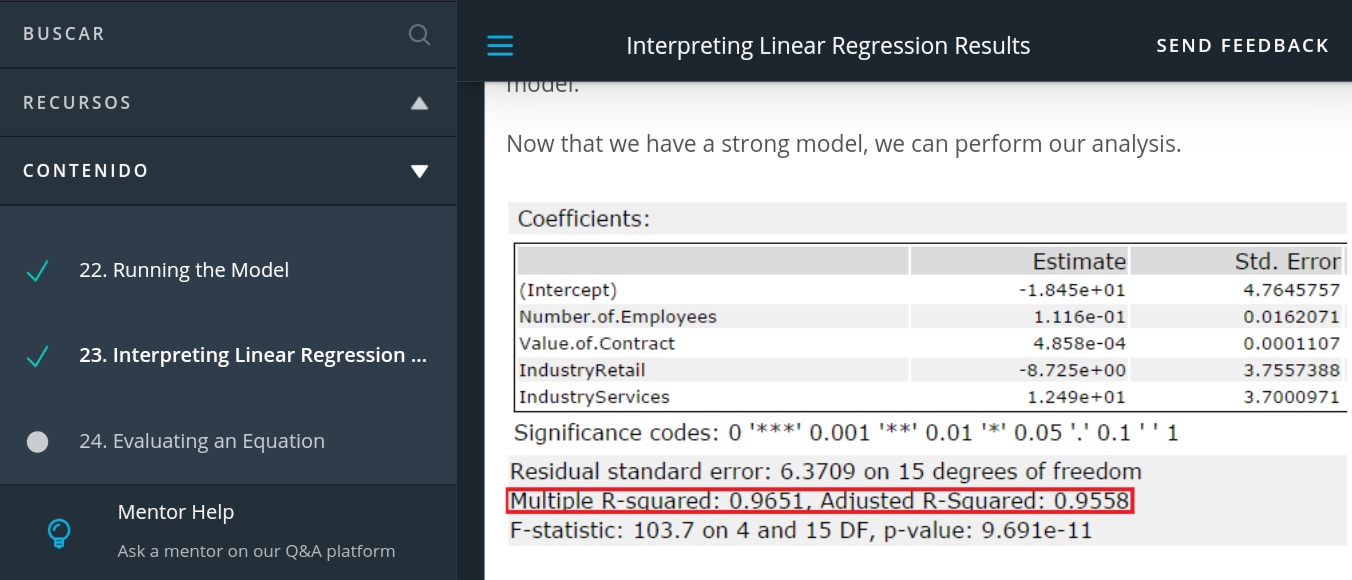 BUSCAR
RECURSOS
CONTENIDO
22. Running the Model
23. Interpreting Linear Regression ...
24. Evaluating an Equation
Mentor Help
Ask a mentor on our Q&A platform
Interpreting Linear Regression Results
SEND FEEDBACK
model.
Now that we have a strong model, we can perform our analysis.
Coefficients:
Estimate Std. Error
(Intercept) -1.845e+01 4.7645757
Number.of.Employees 1.116e-01 0.0162071
Value.of.Contract 4.858e-04 0.0001107
IndustryRetail -8.725e+00 3.7557388
IndustryServices 1.249e+01 3.7000971
Significance codes: 0 '***' 0.001 '**' 0.01 '*' 0.05 '.' 0.1 ' ' 1
Residual standard error: 6.3709 on 15 degrees of freedom
Multiple R-squared: 0.9651, Adjusted R-Squared: 0.9558
F-statistic: 103.7 on 4 and 15 DF, p-value: 9.691e-11